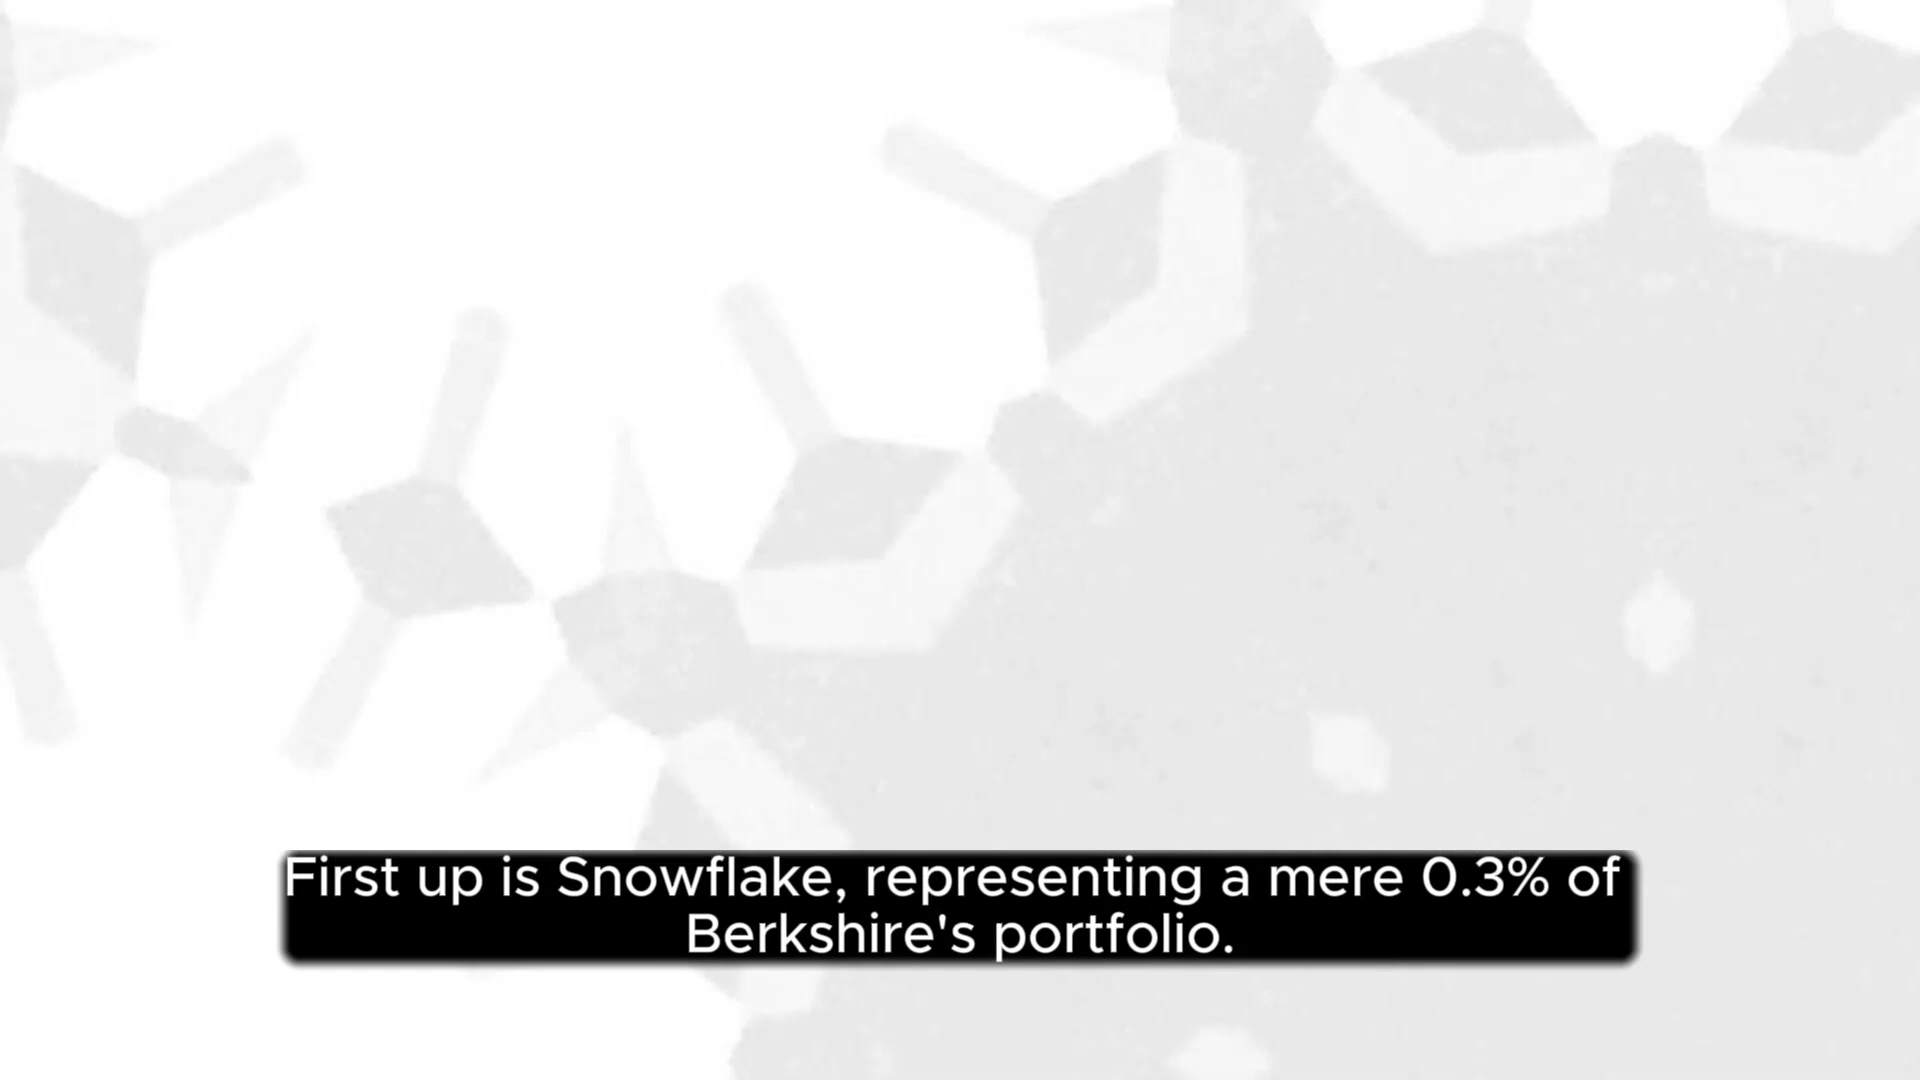 First up is Snowflake, representing a mere 0.3% of
Berkshire's portfolio.